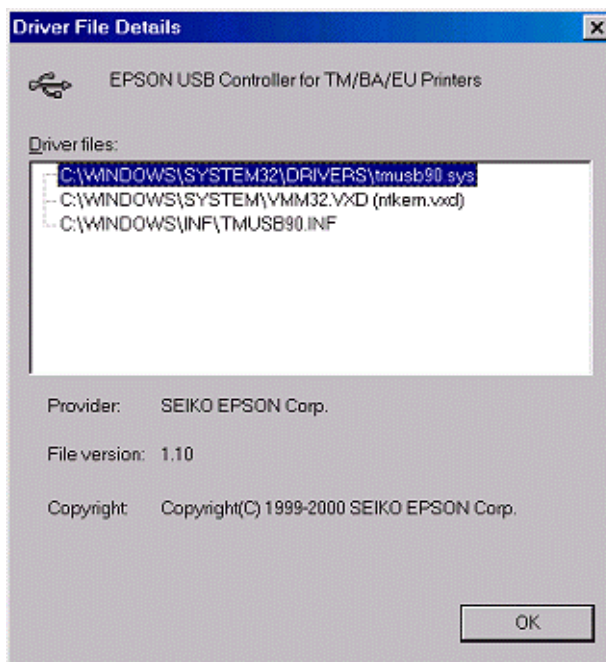 Driver File Details
EPSON USB Controller for TM/BA/EU Printers
Driver files:
C:\WINDOWS\SYSTEM32\DRIVERS\tmusb90.sys
C:\WINDOWS\SYSTEM\VMM32.VXD (ntkern.vxd)
C:\WINDOWS\INF\TMUSB90.INF
Provider: SEIKO EPSON Corp.
File version: 1.10
Copyright: Copyright(C) 1999-2000 SEIKO EPSON Corp.
OK